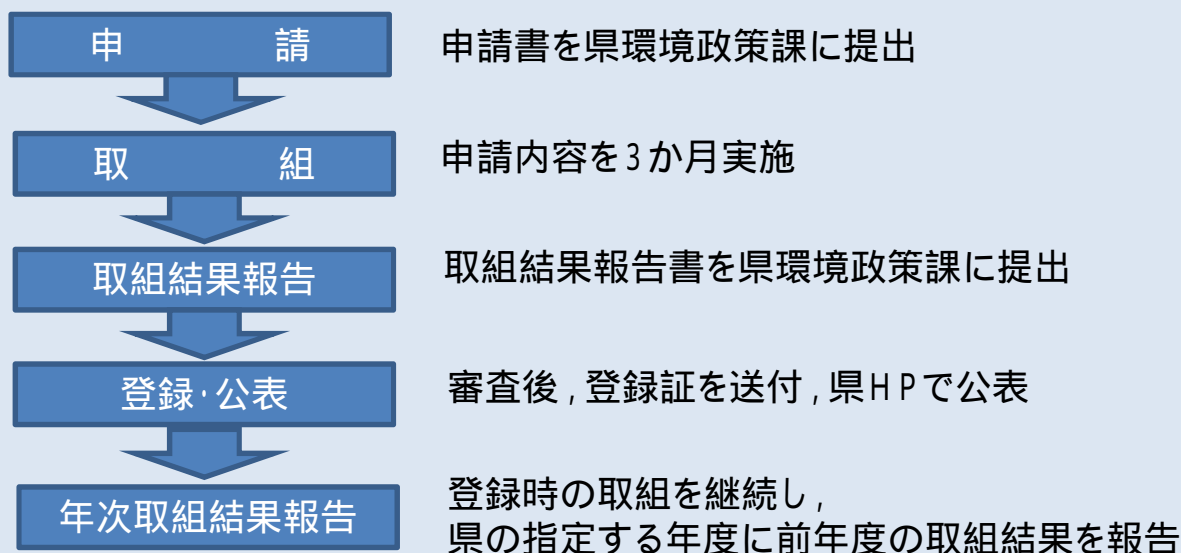 申 請
申請書を県環境政策課に提出
取 組
申請内容を3か月実施
取組結果報告
取組結果報告書を県環境政策課に提出
登録・公表
審査後,登録証を送付,県HPで公表
年次取組結果報告
登録時の取組を継続し,
県の指定する年度に前年度の取組結果を報告